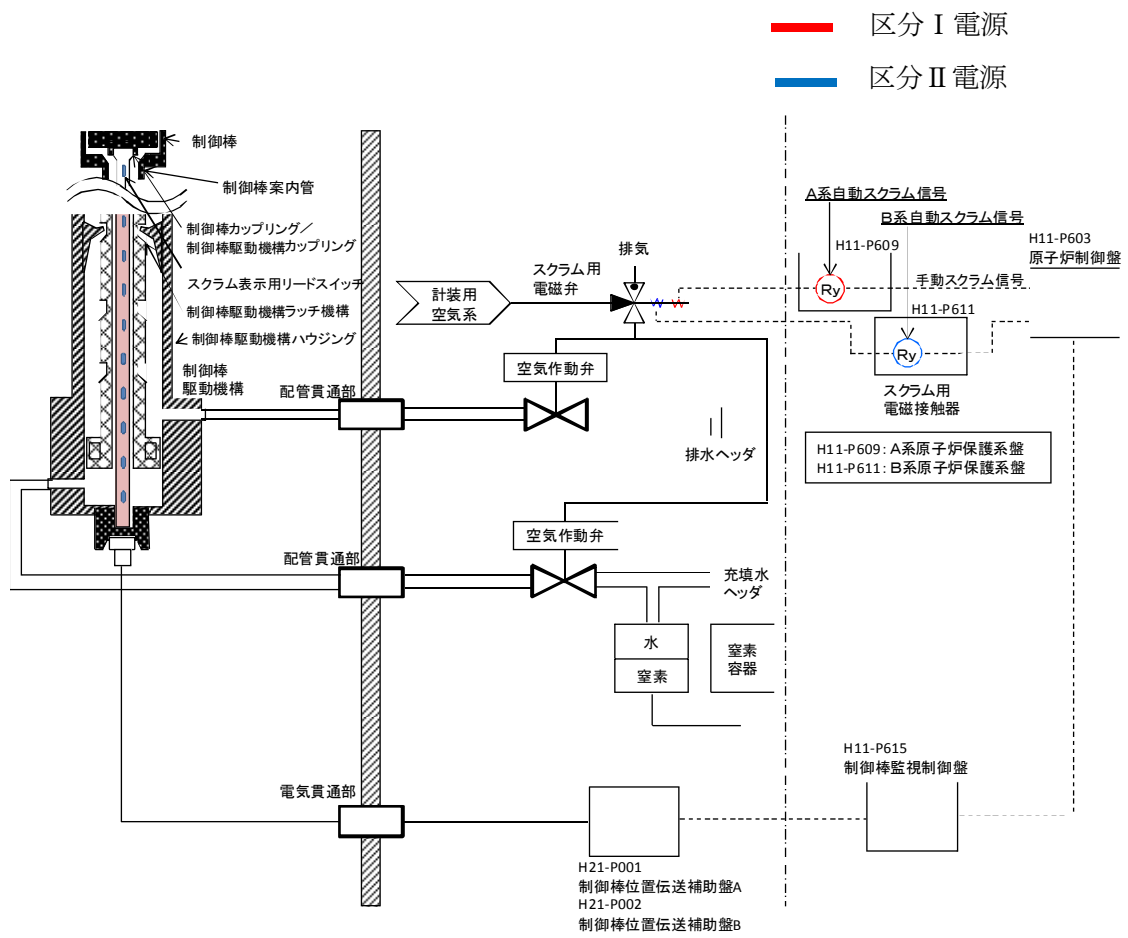 区分Ⅰ電源
区分Ⅱ電源
制御棒
制御棒案内管
制御棒カップリング／
制御棒駆動機構カップリング
スクラム表示用リードスイッチ
制御棒駆動機構ラッチ機構
制御棒駆動機構ハウジング
制御棒
駆動機構
配管貫通部
配管貫通部
電気貫通部
計装用
空気系
スクラム用
電磁弁
排気
空気作動弁
排水ヘッダ
空気作動弁
充填水
ヘッダ
水
窒素
窒素
容器
A系自動スクラム信号
B系自動スクラム信号
H11-P609
Ry
H11-P603
原子炉制御盤
手動スクラム信号
H11-P611
Ry
スクラム用
電磁接触器
H11-P609：A系原子炉保護系盤
H11-P611：B系原子炉保護系盤
H11-P615
制御棒監視制御盤
H21-P001
制御棒位置伝送補助盤A
H21-P002
制御棒位置伝送補助盤B